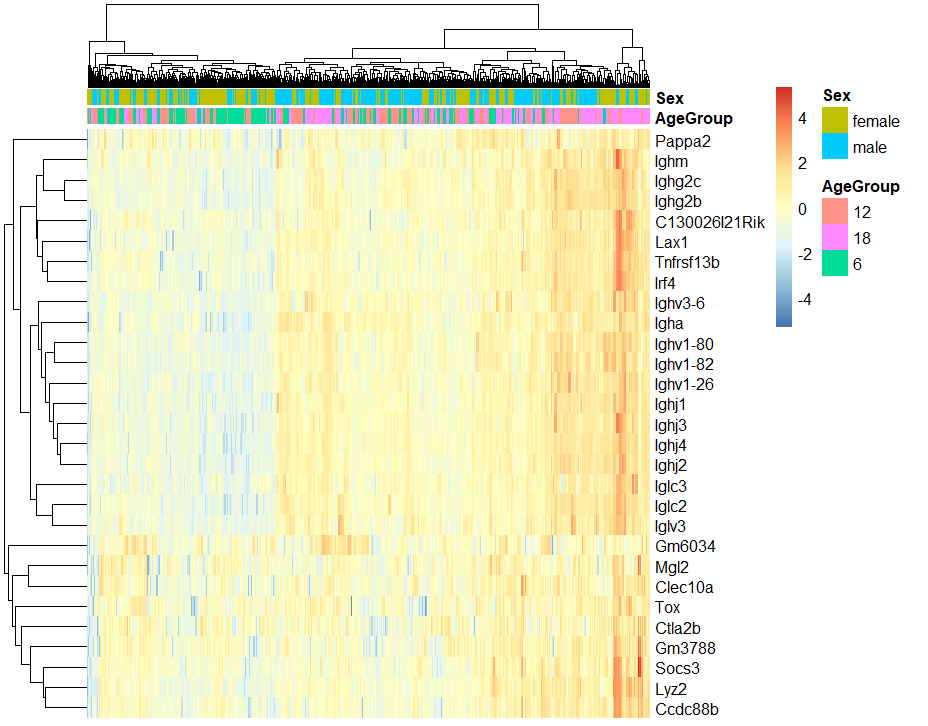 Sex
AgeGroup
Pappa2
Ighm
Ighg2c
Ighg2b
C130026I21Rik
Lax1
Tnfrsf13b
Irf4
Ighv3-6
Igha
Ighv1-80
Ighv1-82
Ighv1-26
Ighj1
Ighj3
Ighj4
Ighj2
Iglc3
Iglc2
Iglv3
Gm6034
Mgl2
Clec10a
Tox
Ctla2b
Gm3788
Socs3
Lyz2
Ccdc88b
4
2
0
-2
-4
Sex
female
male
AgeGroup
12
18
6